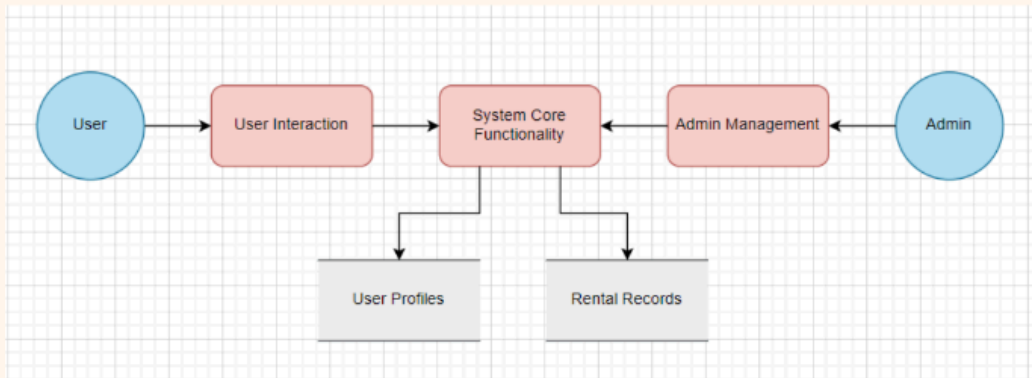 User
User Interaction
System Core
Functionality
Admin Management
Admin
User Profiles
Rental Records